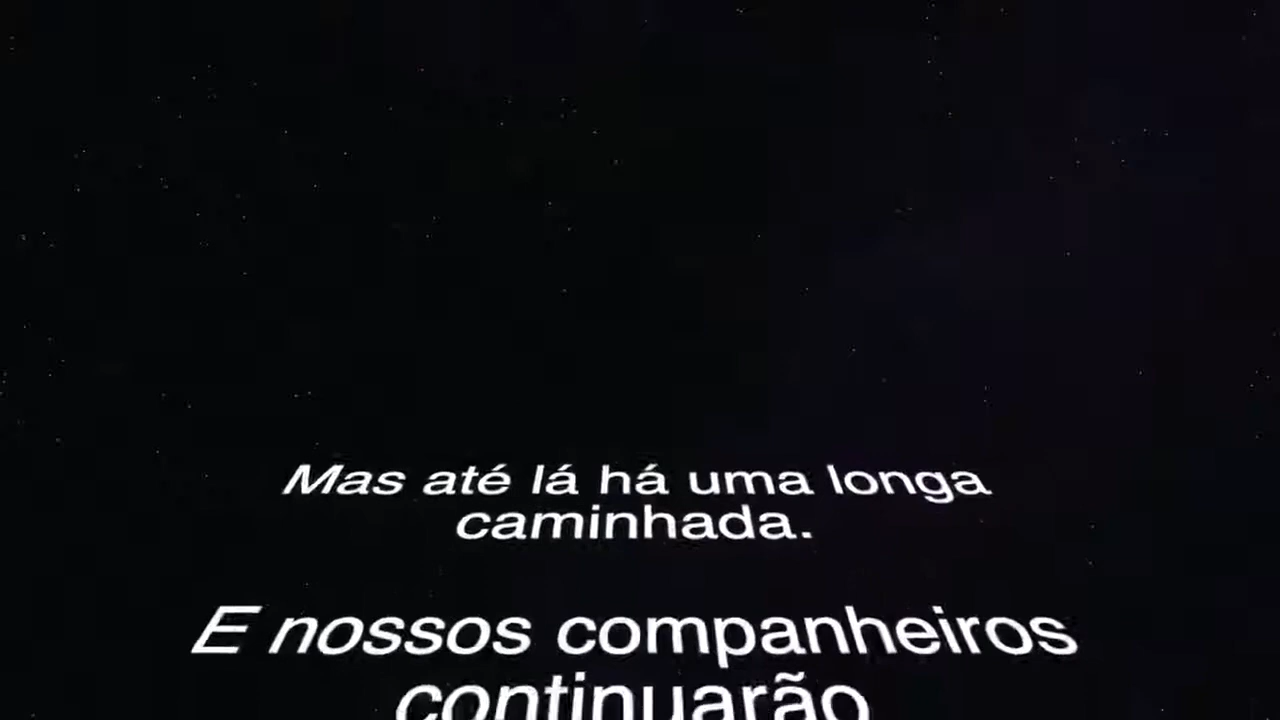 Mas até lá há uma longa
caminhada.
E nossos companheiros
continuarão